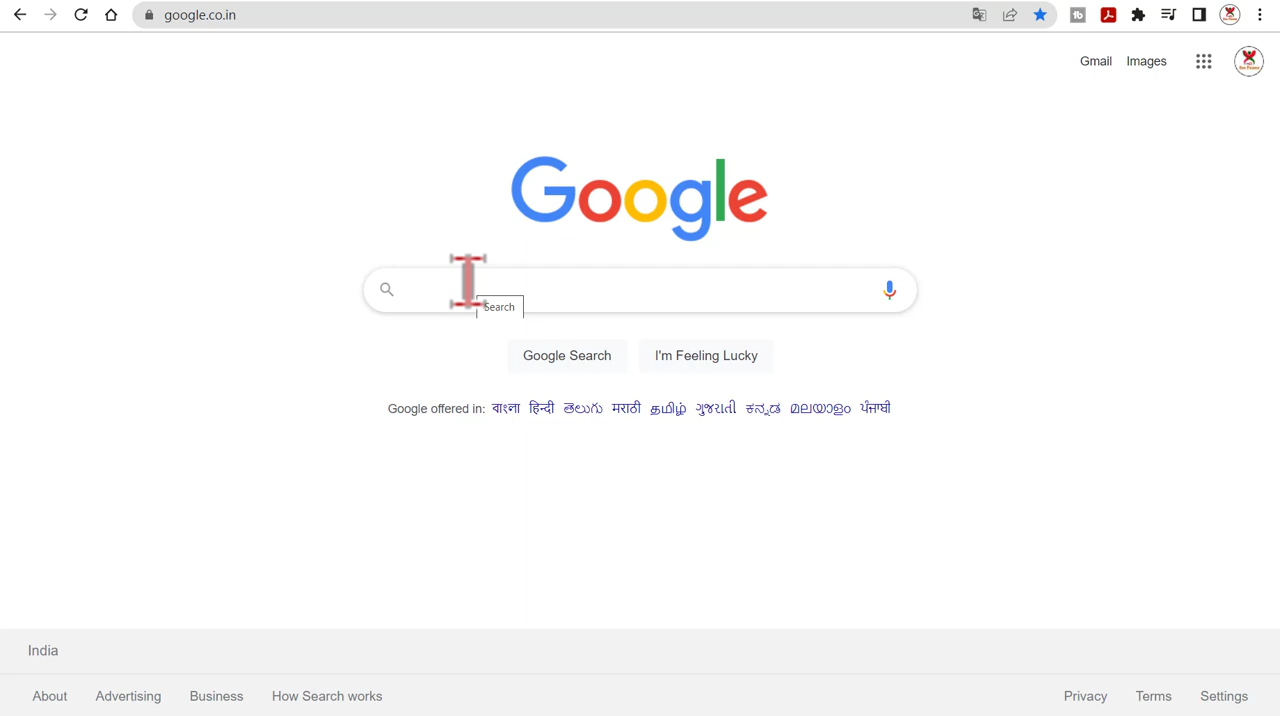 google.co.in
Gmail Images
Google
Search
Google Search I'm Feeling Lucky
Google offered in: বাংলা हिन्दी తెలుగు मराठी தமிழ் ગુજરાતી ಕನ್ನಡ മലയാളം ਪੰਜਾਬੀ
India
About Advertising Business How Search works Privacy Terms Settings